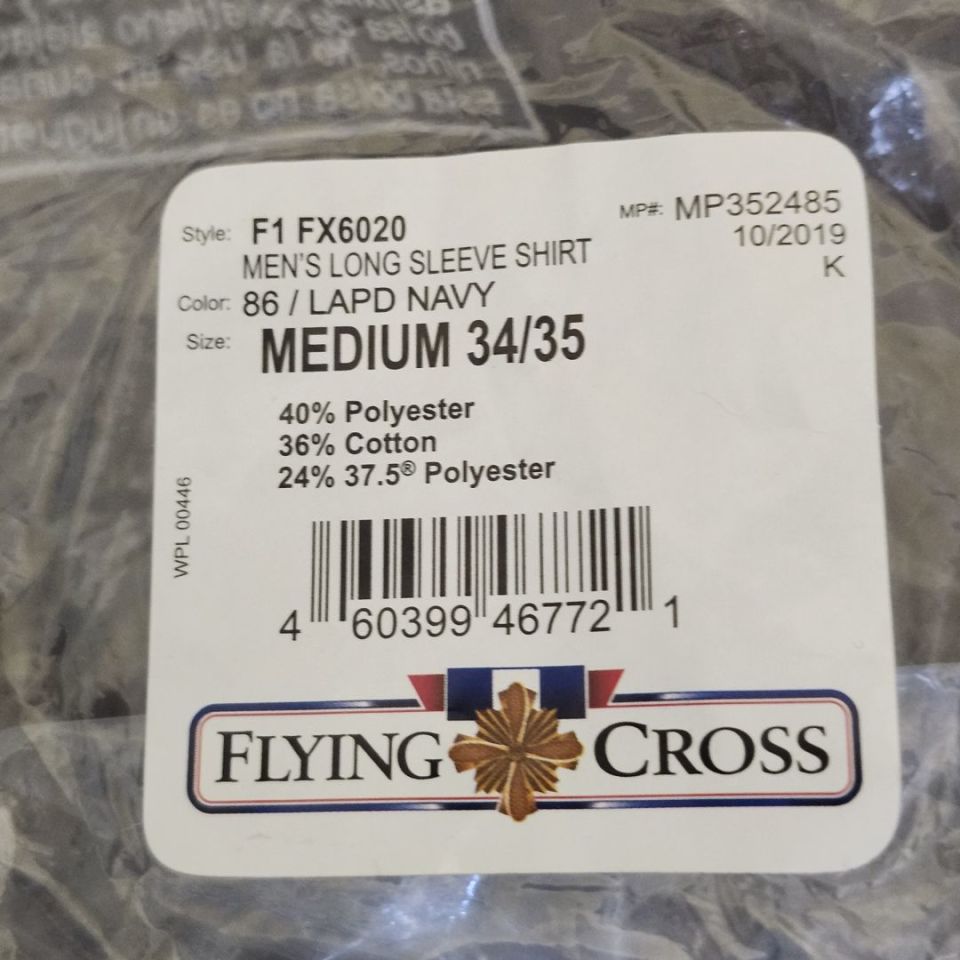 Style: F1 FX6020
MEN'S LONG SLEEVE SHIRT
Color: 86 / LAPD NAVY
Size: MEDIUM 34/35
MP#: MP352485
10/2019
K
40% Polyester
36% Cotton
24% 37.5® Polyester
WPL 00446
4 60399 46772 1
FLYING CROSS